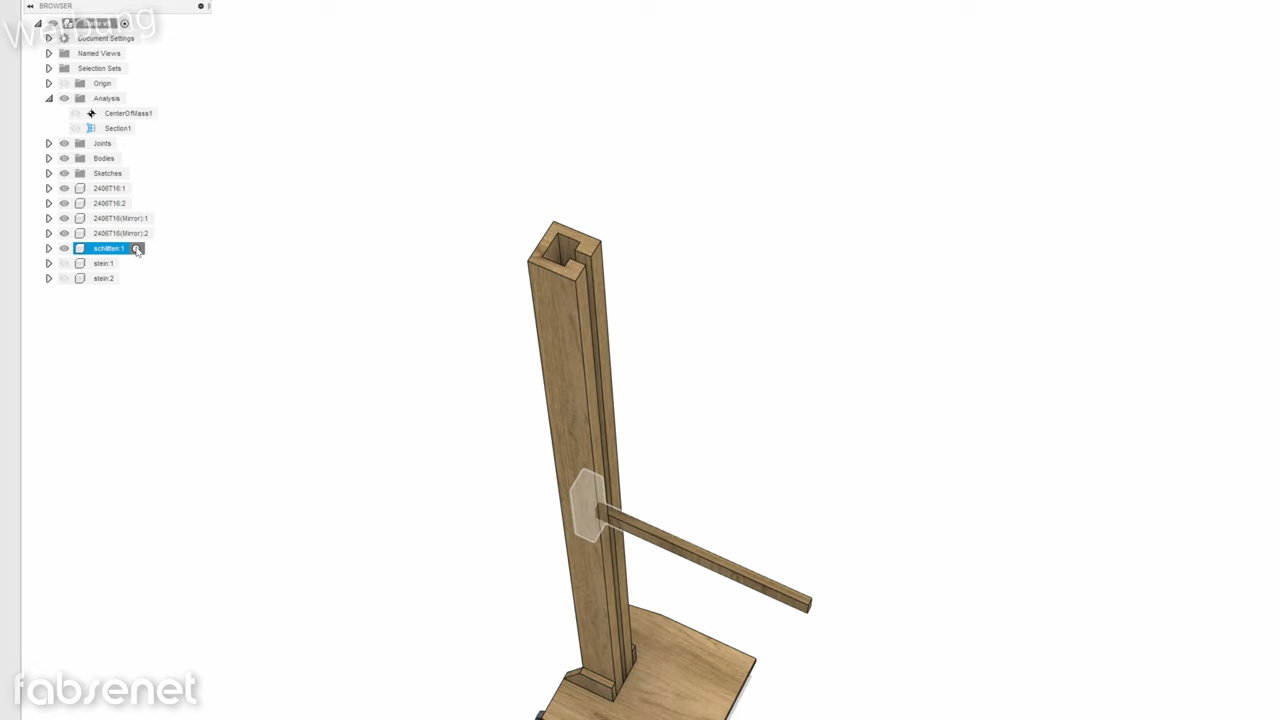 BROWSER
Werbung
Document Settings
Named Views
Selection Sets
Origin
Analysis
CenterOfMass1
Section1
Joints
Bodies
Sketches
2406T16:1
2406T16:2
2406T16(Mirror):1
2406T16(Mirror):2
schlitten:1
stein:1
stein:2
fabsenet